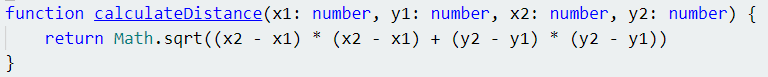 function calculateDistance(x1: number, y1: number, x2: number, y2: number) {
    return Math.sqrt((x2 - x1) * (x2 - x1) + (y2 - y1) * (y2 - y1))
}